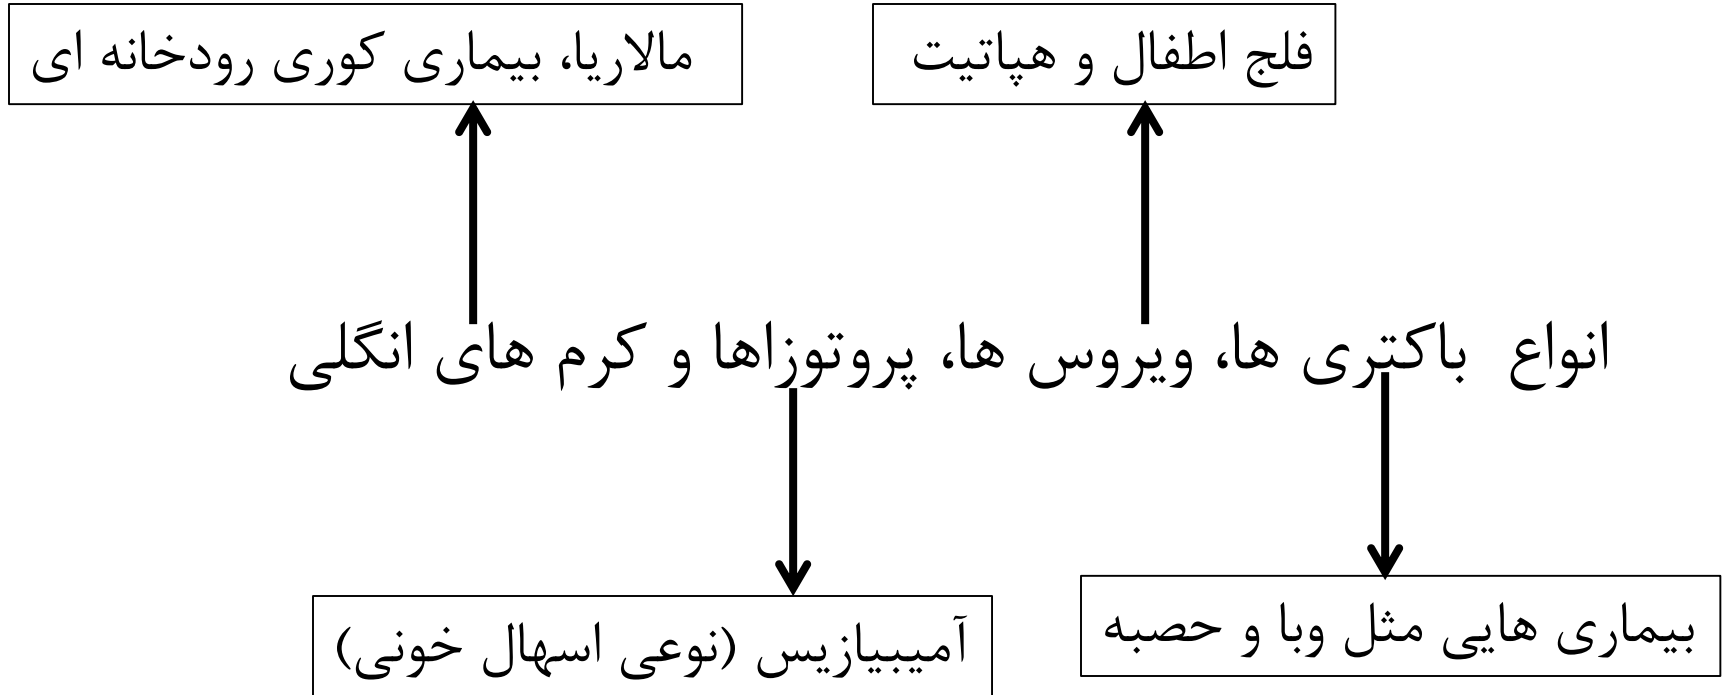 فلج اطفال و هپاتیت
مالاریا، بیماری کوری رودخانه ای
انواع باکتری ها، ویروس ها، پروتوزاها و کرم های انگلی
بیماری هایی مثل وبا و حصبه
آمیبیازیس (نوعی اسهال خونی)